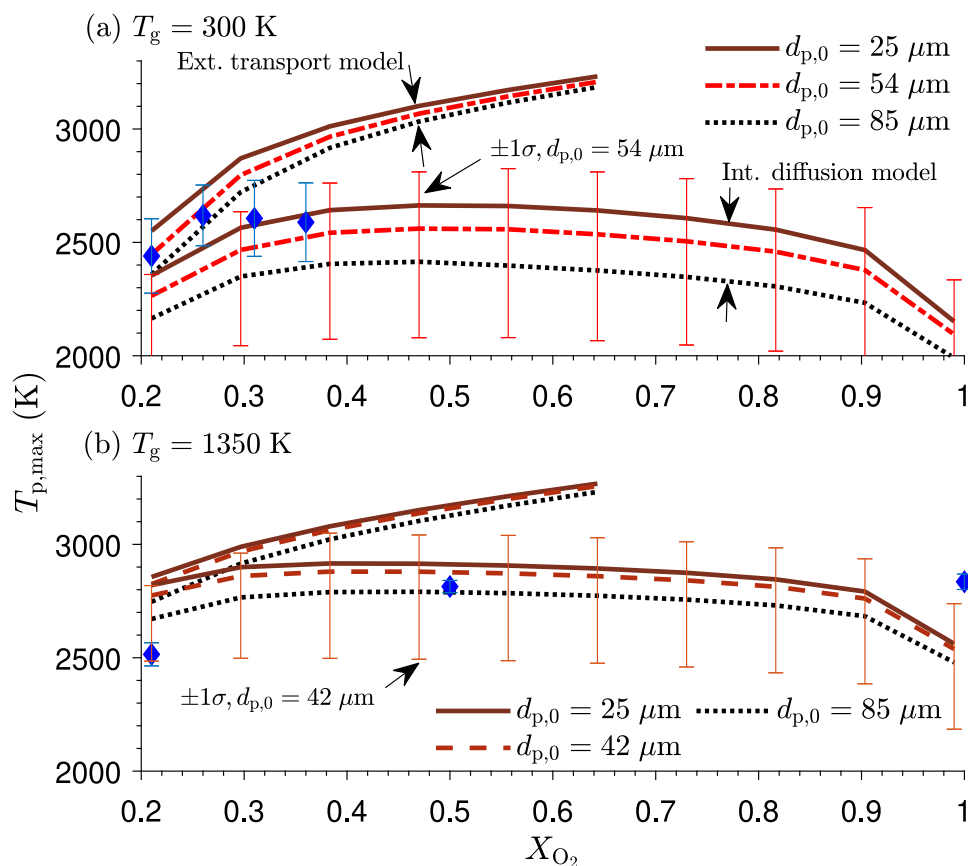 (a) T_g = 300 K
Ext. transport model
d_p,0 = 25 μm
d_p,0 = 54 μm
d_p,0 = 85 μm
±1σ, d_p,0 = 54 μm
Int. diffusion model
3000
2500
2000
0.2 0.3 0.4 0.5 0.6 0.7 0.8 0.9 1
T_p,max (K)
(b) T_g = 1350 K
3000
2500
2000
±1σ, d_p,0 = 42 μm
d_p,0 = 25 μm d_p,0 = 85 μm
d_p,0 = 42 μm
0.2 0.3 0.4 0.5 0.6 0.7 0.8 0.9 1
X_O₂